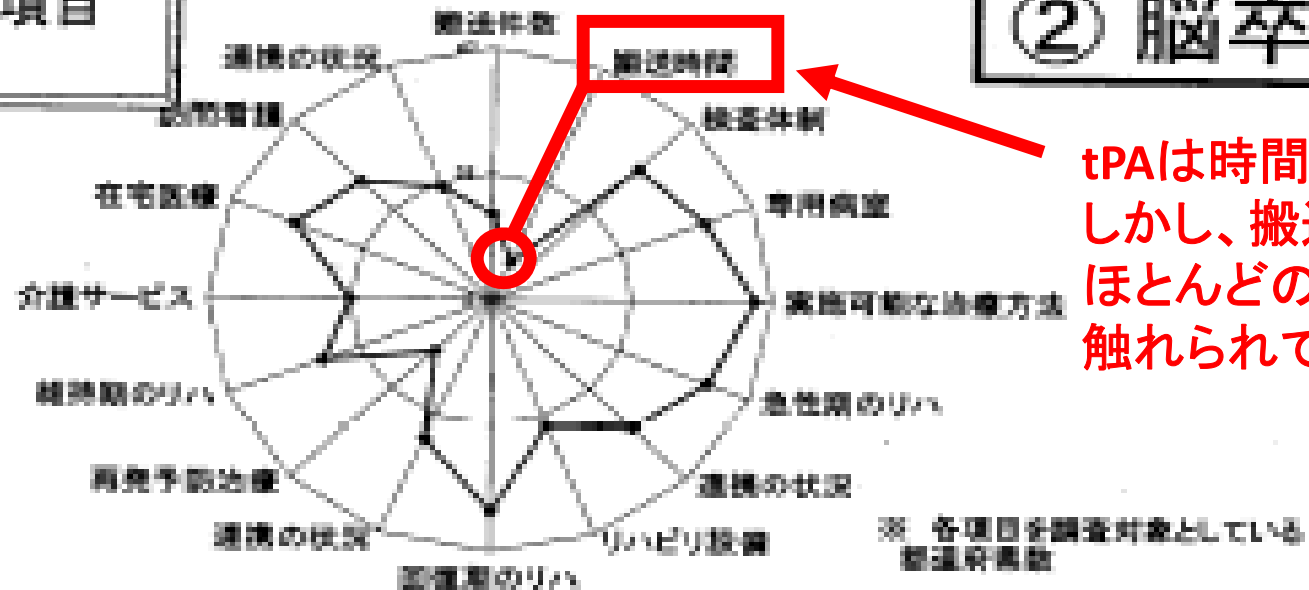 項目
② 脳卒
搬送件数
連携の状況
搬送時間
訪問看護
検査体制
在宅医療
専用病室
tPAは時間
しかし、搬送
ほとんどの
触れられて
介護サービス
実施可能な治療方法
維持期のリハ
急性期のリハ
再発予防治療
連携の状況
連携の状況
リハビリ設備
回復期のリハ
※ 各項目を調査対象としている
都道府県数